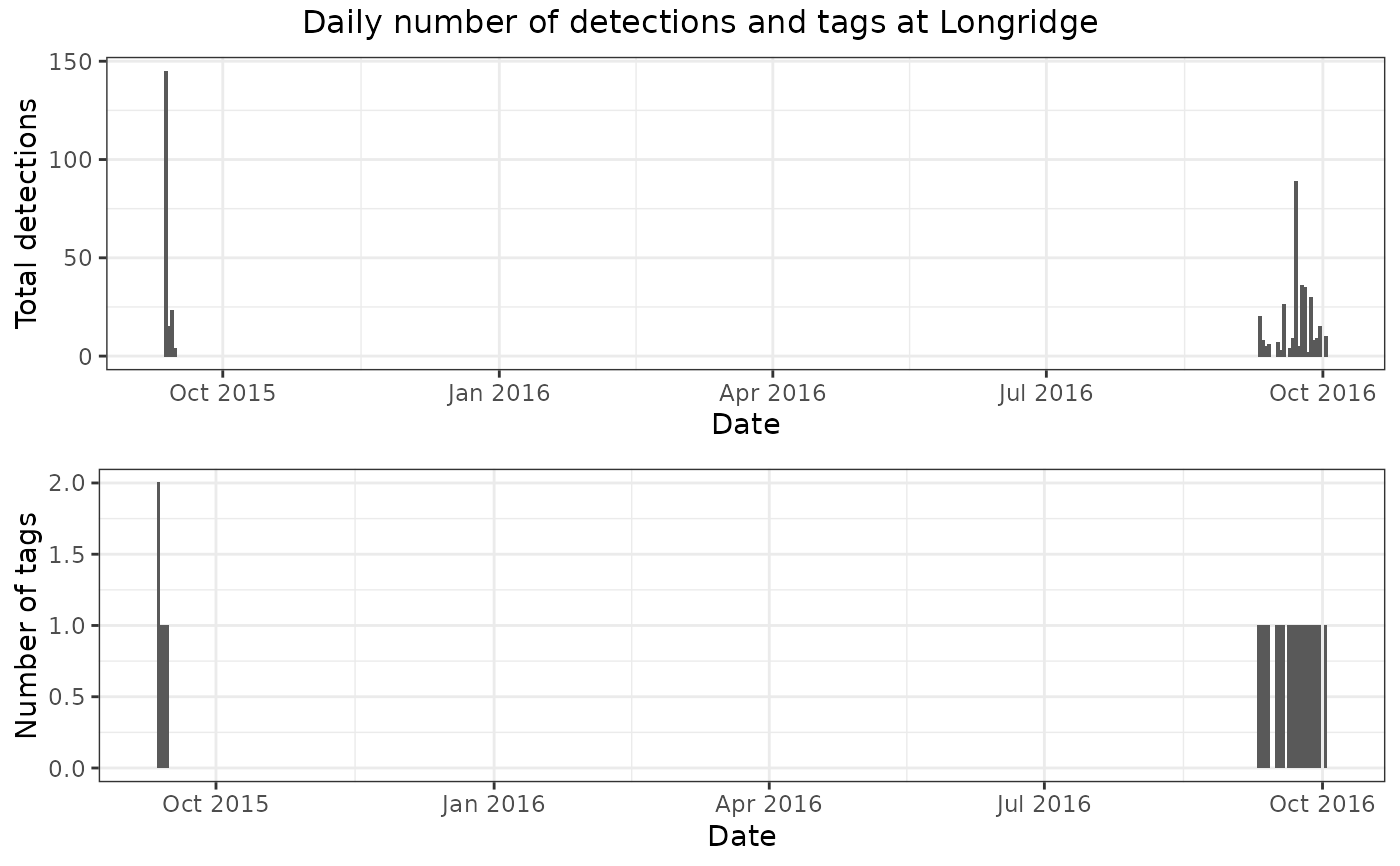 Daily number of detections and tags at Longridge
Total detections
150
100
50
0
Oct 2015 Jan 2016 Apr 2016 Jul 2016 Oct 2016
Date
Number of tags
2.0
1.5
1.0
0.5
0.0
Oct 2015 Jan 2016 Apr 2016 Jul 2016 Oct 2016
Date